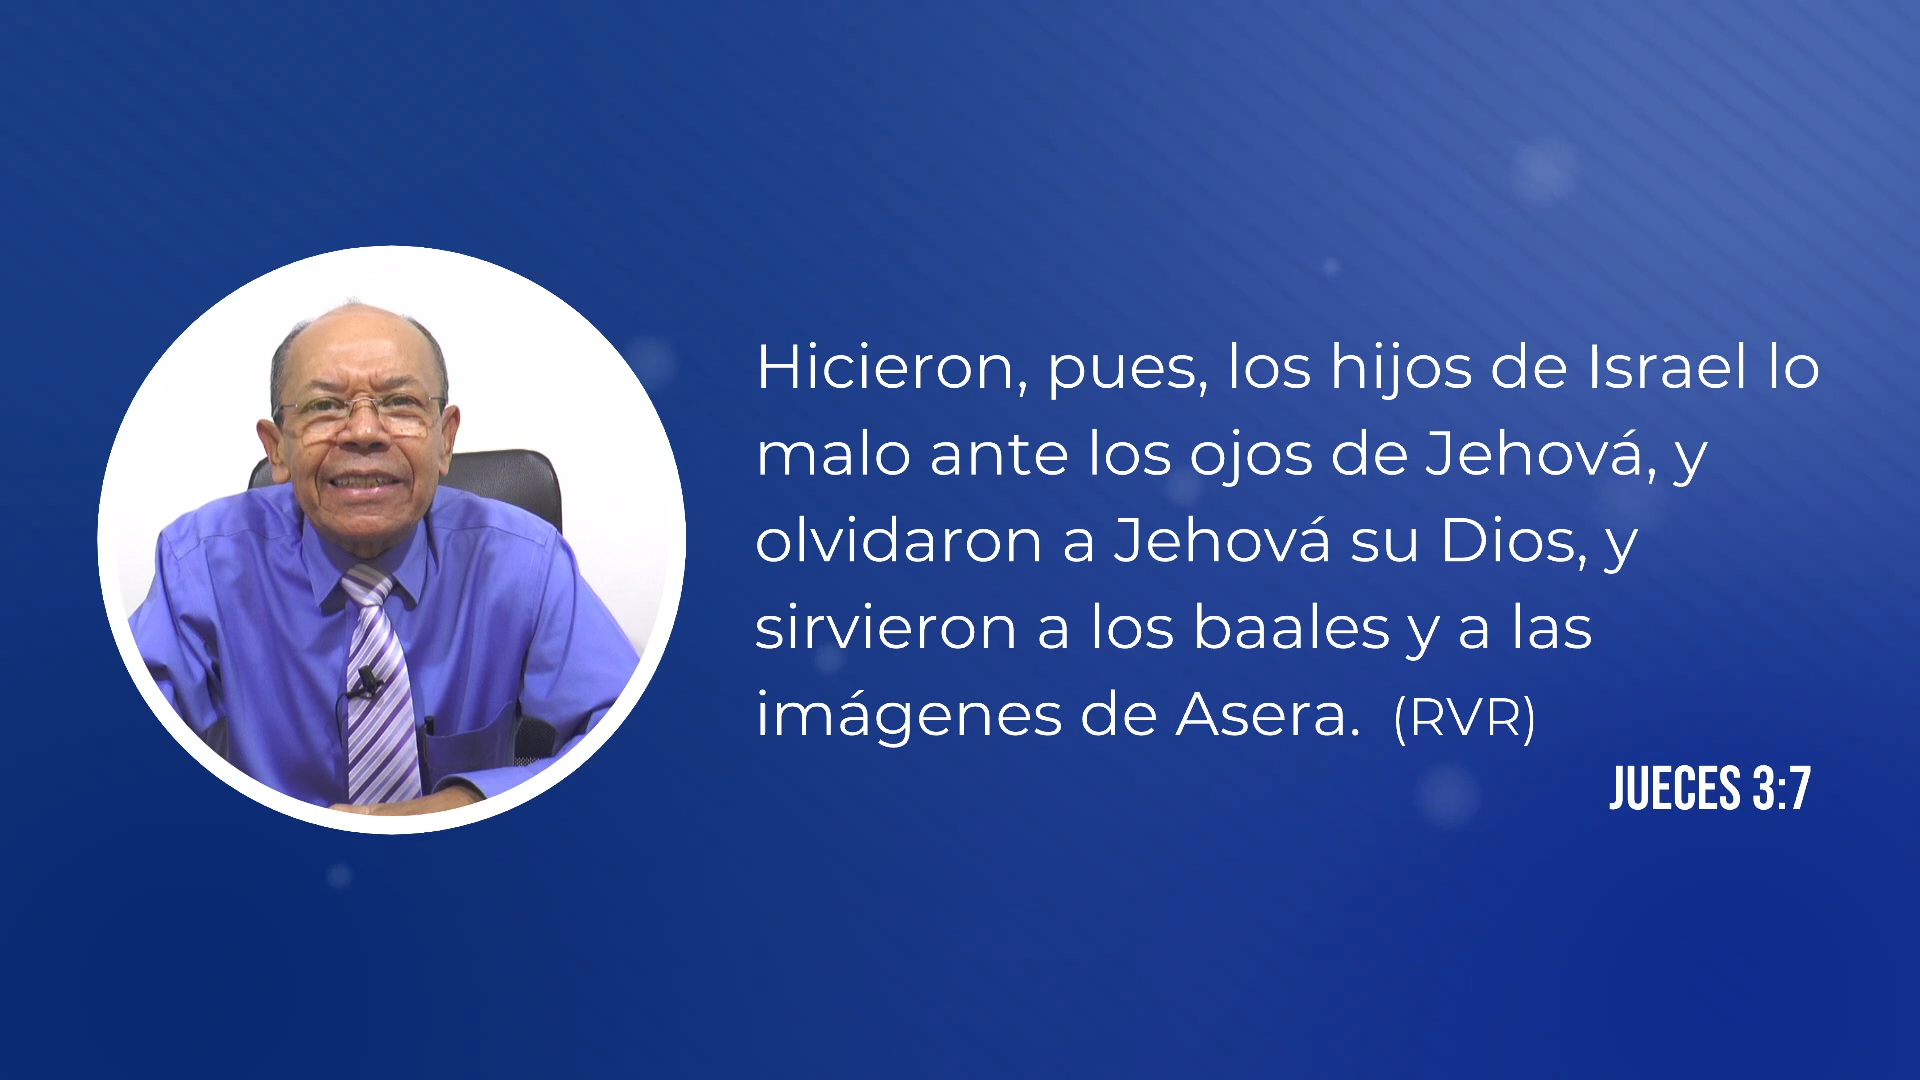 Hicieron, pues, los hijos de Israel lo
malo ante los ojos de Jehová, y
olvidaron a Jehová su Dios, y
sirvieron a los baales y a las
imágenes de Asera. (RVR)
JUECES 3:7